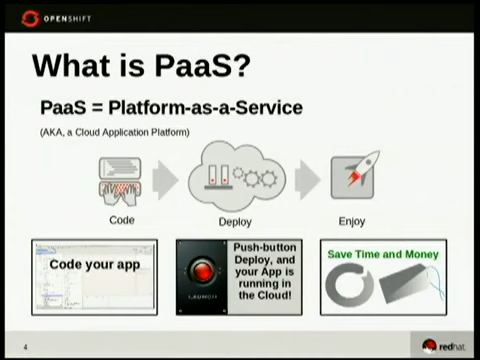 OPENSHIFT
What is PaaS?
PaaS = Platform-as-a-Service
(AKA, a Cloud Application Platform)
Code
Deploy
Enjoy
Code your app
LAUNCH
Push-button
Deploy, and
your App is
running in
the Cloud!
Save Time and Money
4
redhat.